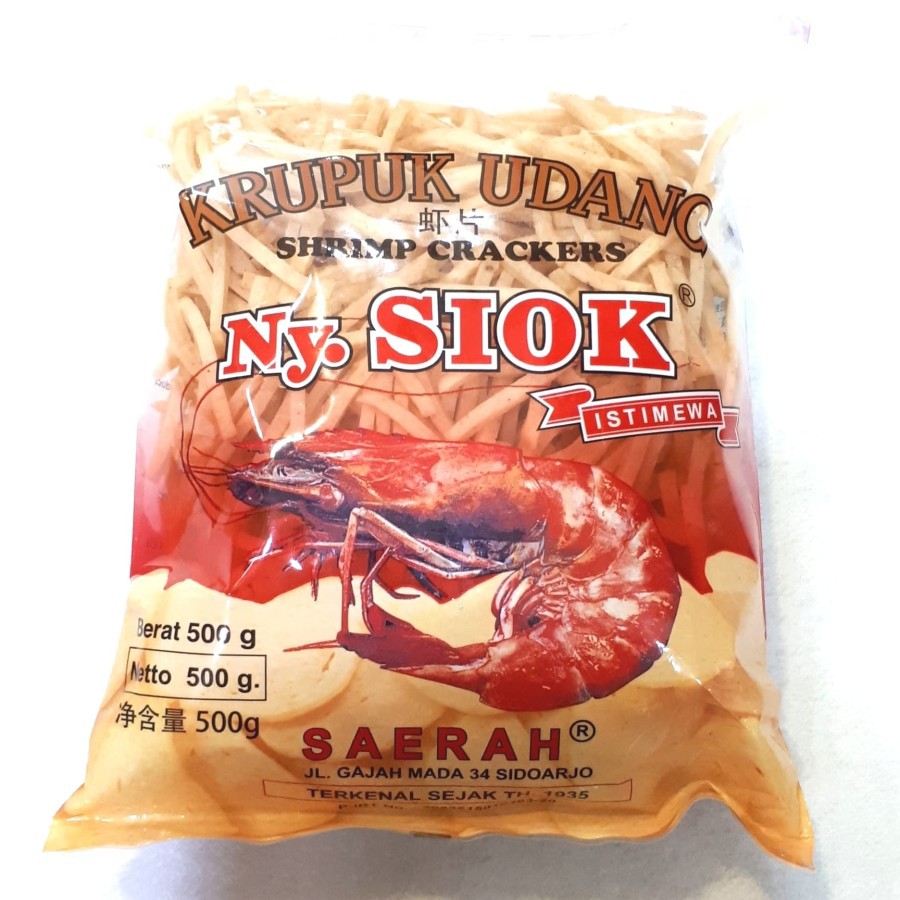 KRUPUK UDANG
虾片
SHRIMP CRACKERS
Ny. SIOK®
ISTIMEWA
Berat 500 g
Netto 500 g.
净含量 500g
SAERAH®
JL. GAJAH MADA 34 SIDOARJO
TERKENAL SEJAK TH. 1935